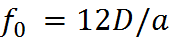 f₀ = 12D/a